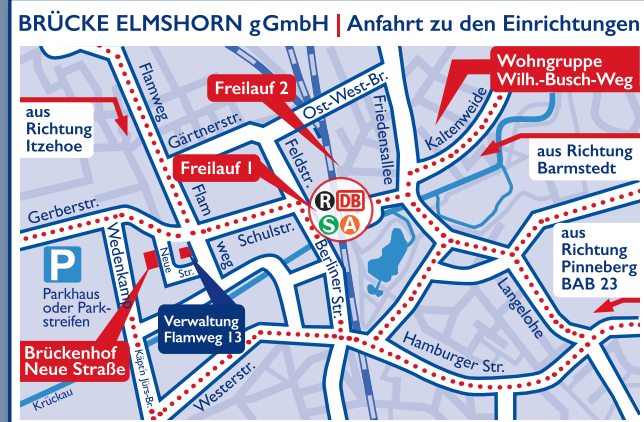 BRÜCKE ELMSHORN gGmbH | Anfahrt zu den Einrichtungen
Flamweg
Freilauf 2
Ost-West-Br.
Friedensallee
Kaltenweide
Wohngruppe
Wilh.-Busch-Weg
aus
Richtung
Itzehoe
Gärtnerstr.
Feldstr.
aus Richtung
Barmstedt
Freilauf 1
R
DB
S
A
Flam
weg
Gerberstr.
Wedenkamp
Neue
Str.
Schulstr.
Berliner Str.
aus
Richtung
Pinneberg
BAB 23
P
Parkhaus
oder Park-
streifen
Verwaltung
Flamweg 13
Langelohe
Brückenhof
Neue Straße
Käpt'n Jürs-Br.
Westerstr.
Hamburger Str.
Krückau